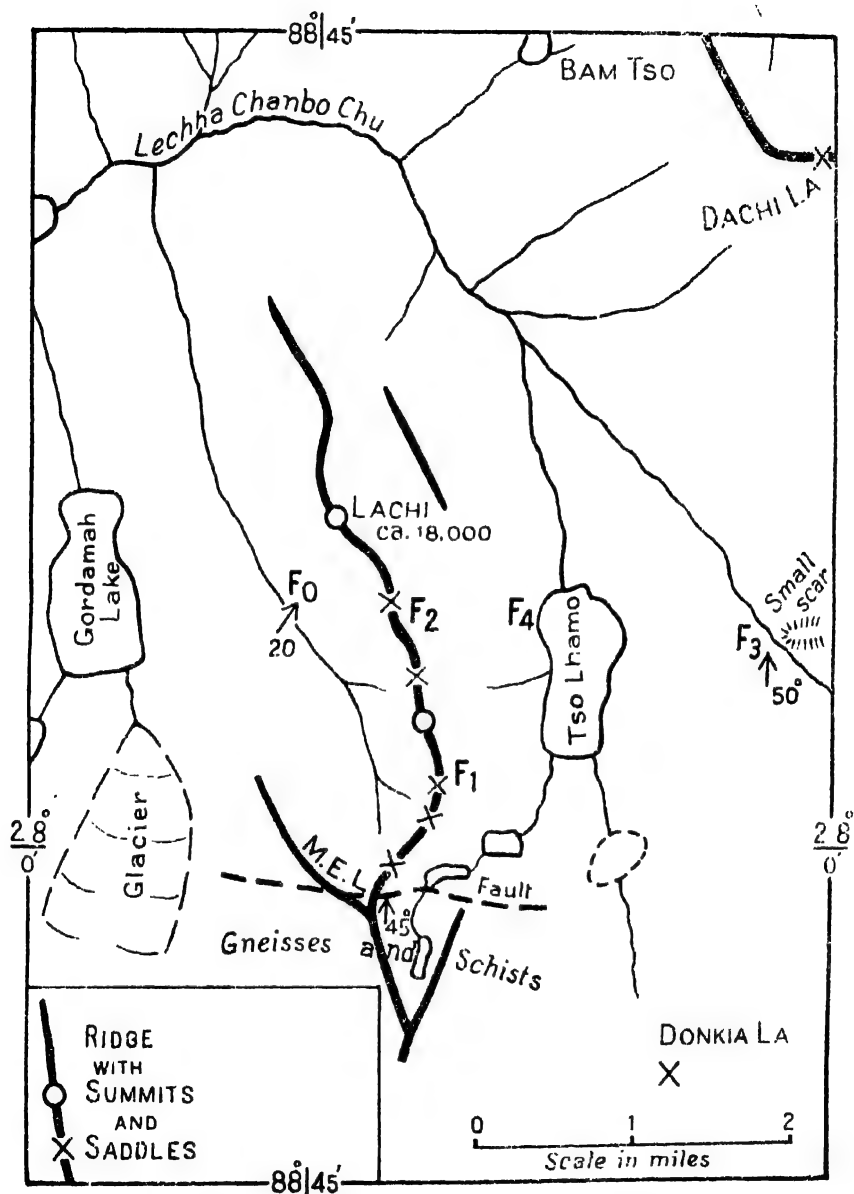 88°45′
BAM TSO
Lechha Chanbo Chu
DACHI LA
LACHI
ca. 18,000
Gordamah
Lake
F0
20
F2
F4
Tso Lhamo
Small
scar
F3
50°
F1
Glacier
28°
0′
28°
0′
M.E.L.
Fault
45°
Gneisses and Schists
RIDGE
WITH
SUMMITS
AND
SADDLES
DONKIA LA
0 1 2
Scale in miles
88°45′